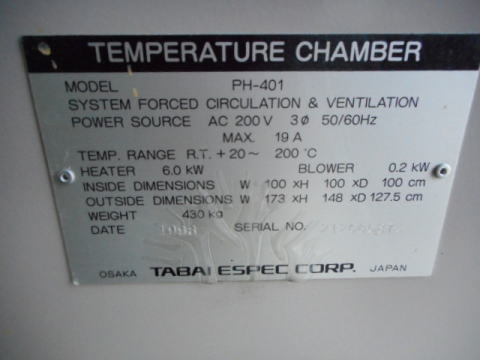 TEMPERATURE CHAMBER
MODEL PH-401
SYSTEM FORCED CIRCULATION & VENTILATION
POWER SOURCE AC 200V 3ø 50/60Hz
MAX. 19A
TEMP. RANGE R.T. +20~ 200°C
HEATER 6.0 kW BLOWER 0.2 kW
INSIDE DIMENSIONS W 100 XH 100 XD 100 cm
OUTSIDE DIMENSIONS W 173 XH 148 XD 127.5 cm
WEIGHT 430 kg
DATE SERIAL NO.
OSAKA TABAI ESPEC CORP. JAPAN